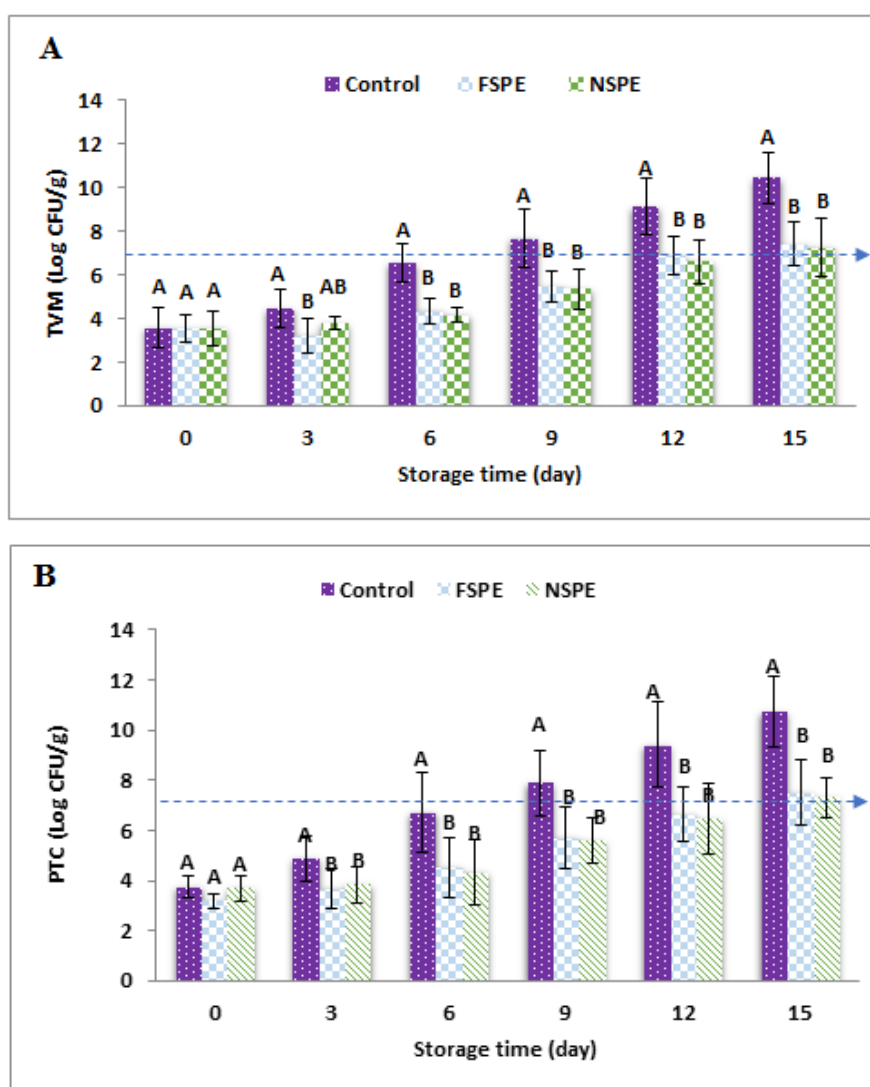 A
Control FSPE NSPE
14
12
10
8
6
4
2
0
TVM (Log CFU/g)
A A A
A B AB
A B B
A B B
A B B
A B B
0 3 6 9 12 15
Storage time (day)
B
Control FSPE NSPE
14
12
10
8
6
4
2
0
PTC (Log CFU/g)
A A A
A B B
A B B
A B B
A B B
A B B
0 3 6 9 12 15
Storage time (day)